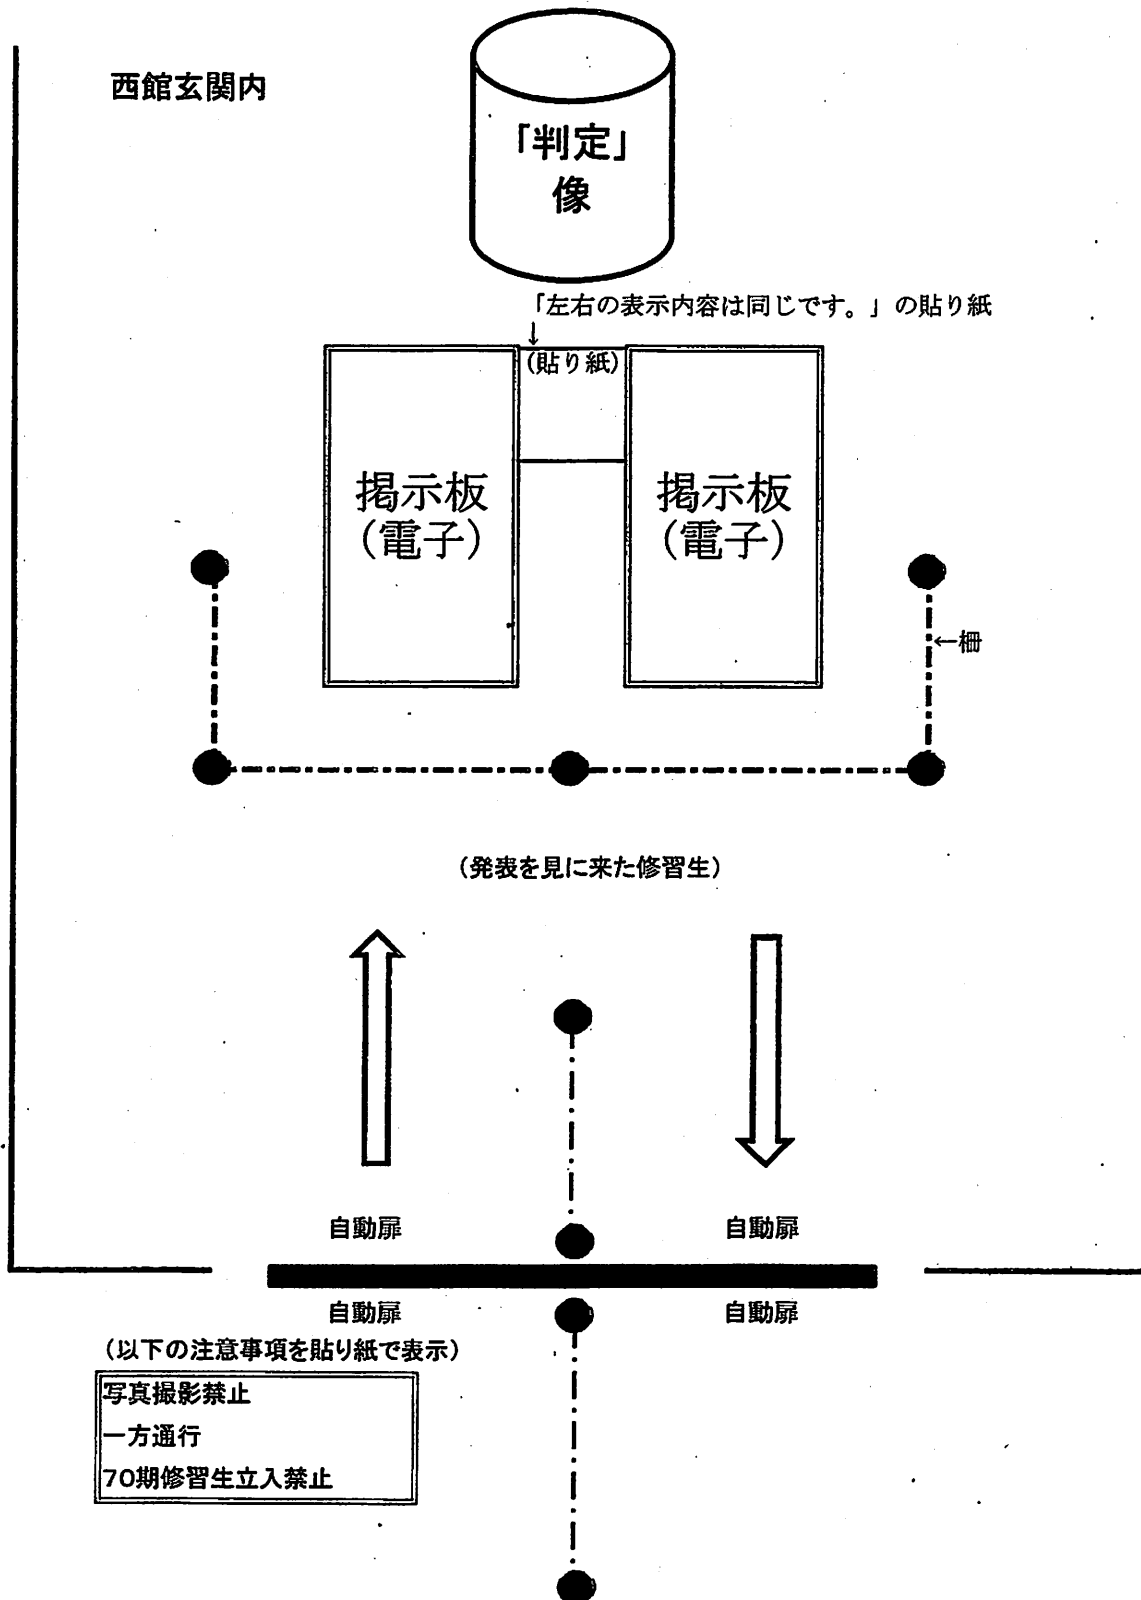 西館玄関内
「判定」
像
「左右の表示内容は同じです。」の貼り紙
↓
(貼り紙)
掲示板
(電子)
掲示板
(電子)
←柵
(発表を見に来た修習生)
自動扉
自動扉
自動扉
自動扉
(以下の注意事項を貼り紙で表示)
写真撮影禁止
一方通行
70期修習生立入禁止